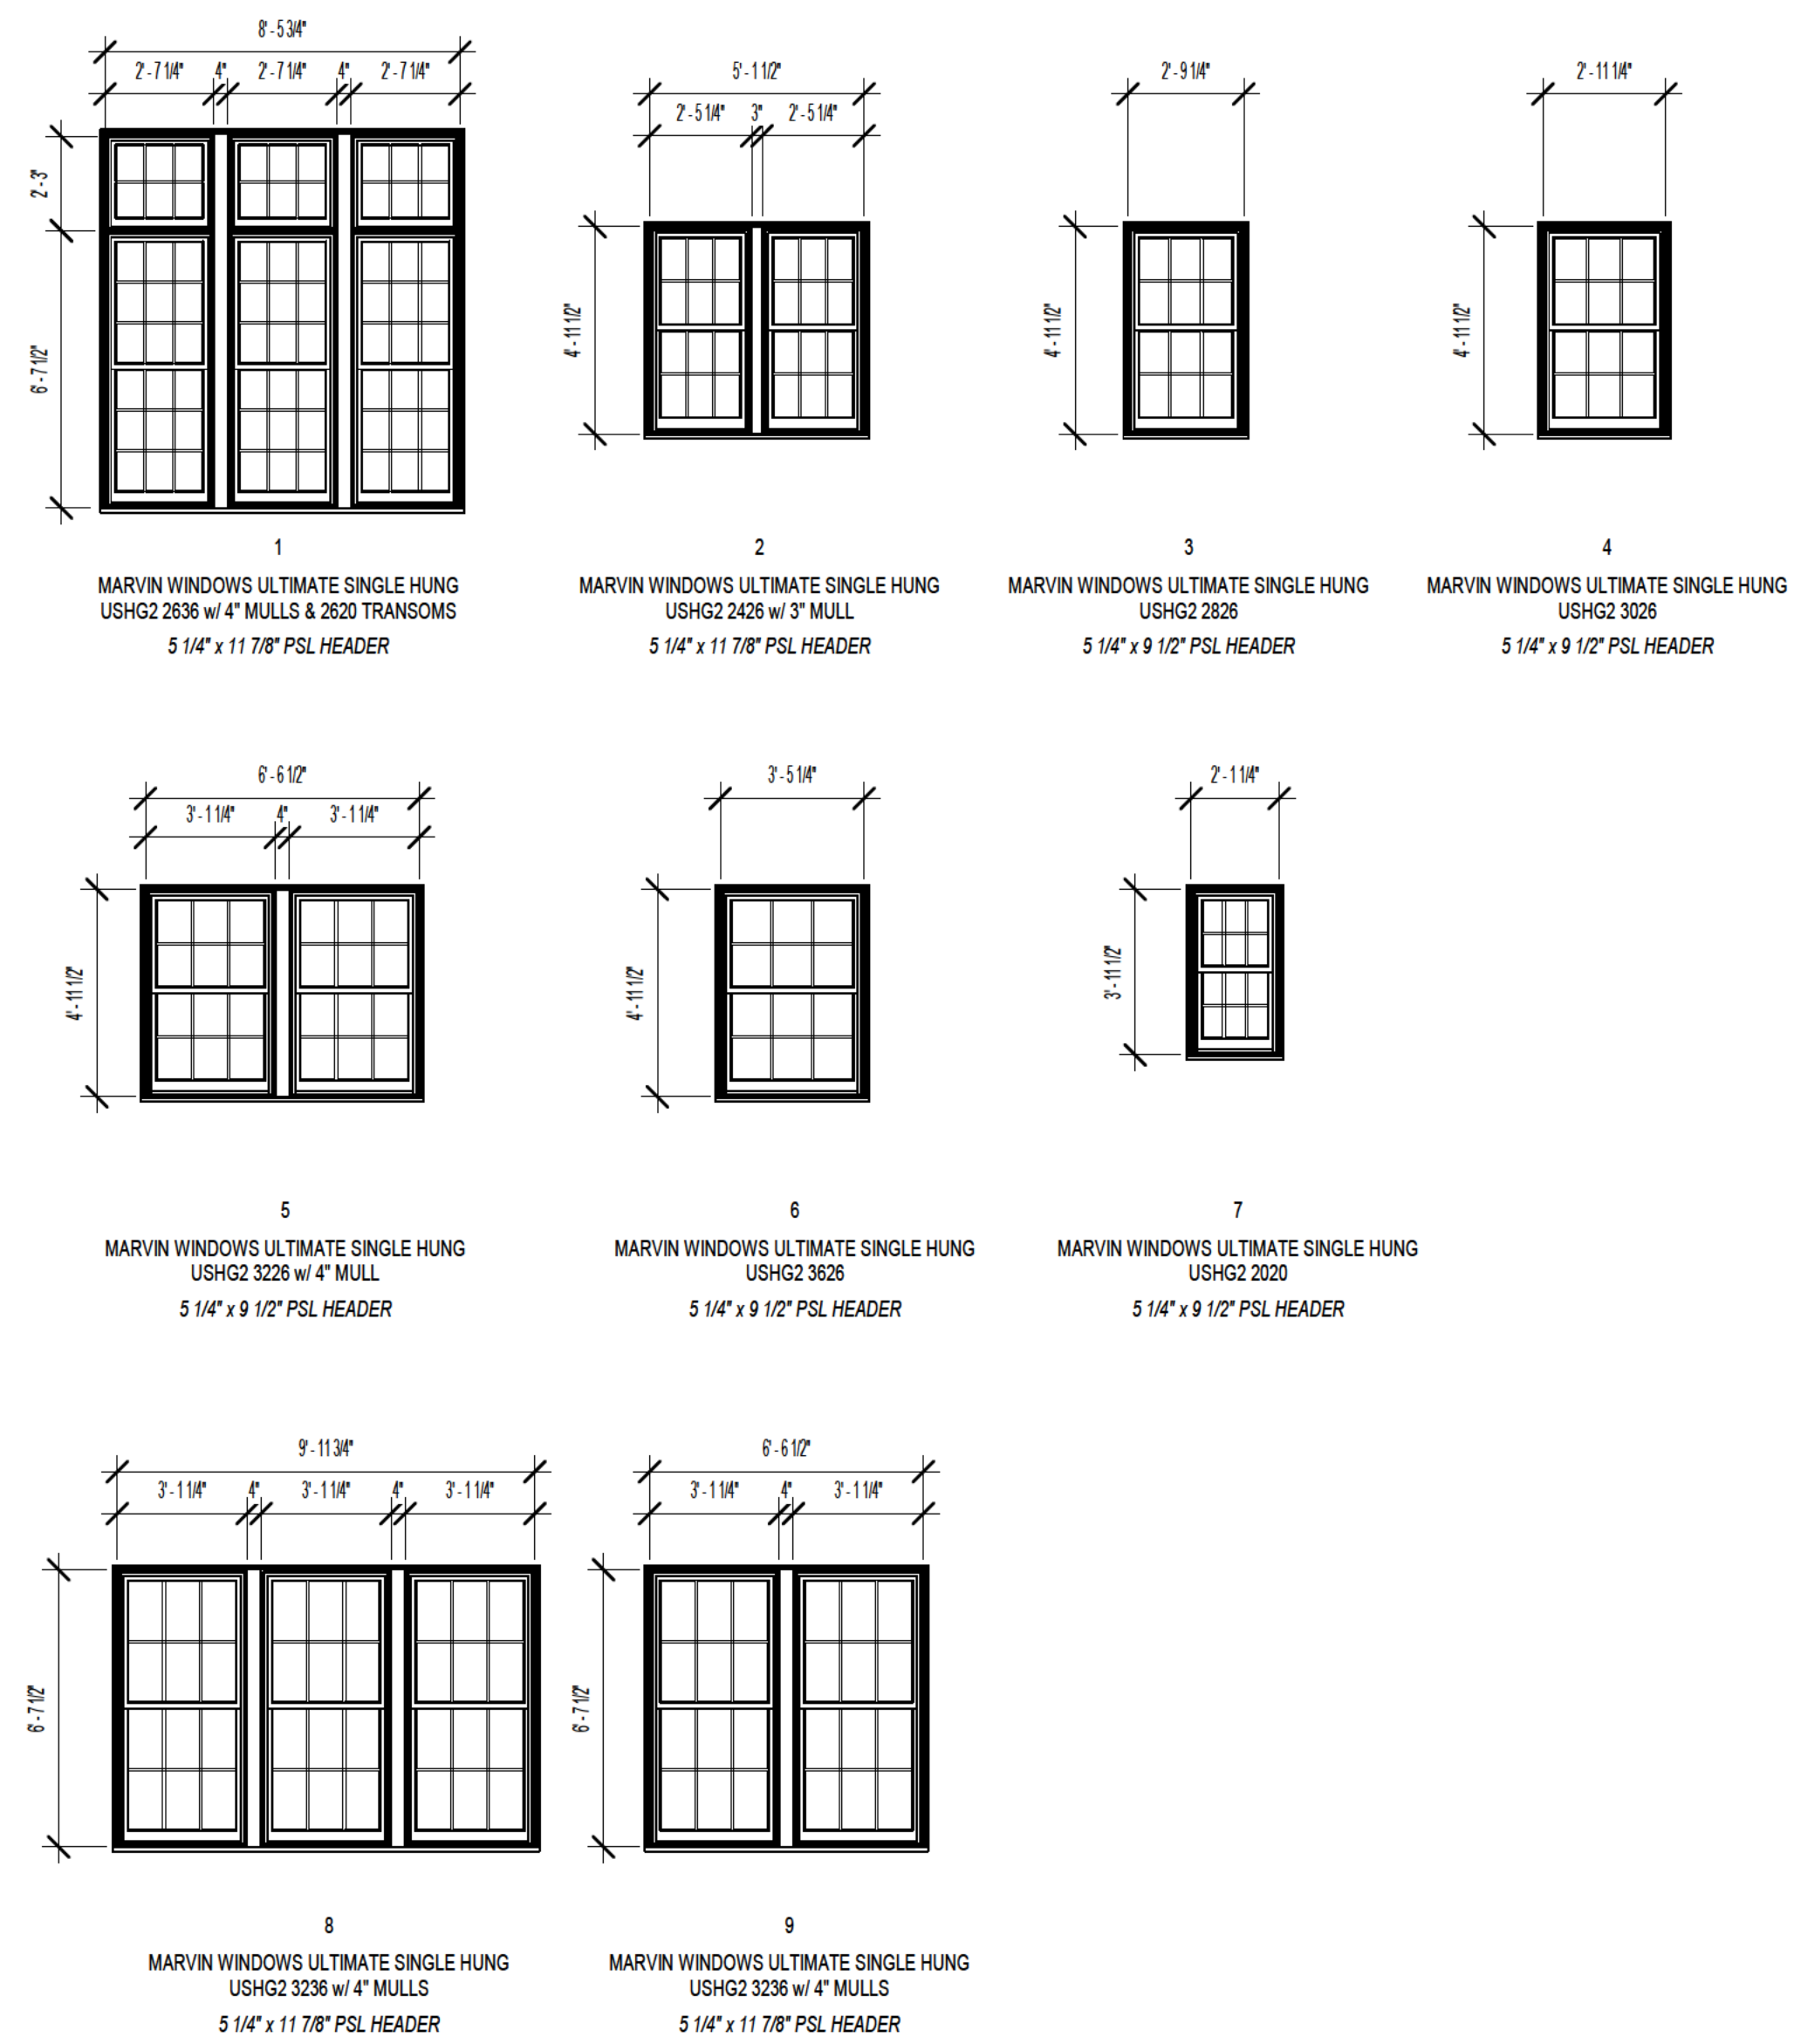 8' - 5 3/4"
2' - 7 1/4" 4" 2' - 7 1/4" 4" 2' - 7 1/4"
2' - 3"
6' - 7 1/2"
1
MARVIN WINDOWS ULTIMATE SINGLE HUNG
USHG2 2636 w/ 4" MULLS & 2620 TRANSOMS
5 1/4" x 11 7/8" PSL HEADER
5' - 1 1/2"
2' - 5 1/4" 3" 2' - 5 1/4"
4' - 11 1/2"
2
MARVIN WINDOWS ULTIMATE SINGLE HUNG
USHG2 2426 w/ 3" MULL
5 1/4" x 11 7/8" PSL HEADER
2' - 9 1/4"
4' - 11 1/2"
3
MARVIN WINDOWS ULTIMATE SINGLE HUNG
USHG2 2826
5 1/4" x 9 1/2" PSL HEADER
2' - 11 1/4"
4' - 11 1/2"
4
MARVIN WINDOWS ULTIMATE SINGLE HUNG
USHG2 3026
5 1/4" x 9 1/2" PSL HEADER
6' - 6 1/2"
3' - 1 1/4" 4" 3' - 1 1/4"
4' - 11 1/2"
5
MARVIN WINDOWS ULTIMATE SINGLE HUNG
USHG2 3226 w/ 4" MULL
5 1/4" x 9 1/2" PSL HEADER
3' - 5 1/4"
4' - 11 1/2"
6
MARVIN WINDOWS ULTIMATE SINGLE HUNG
USHG2 3626
5 1/4" x 9 1/2" PSL HEADER
2' - 1 1/4"
3' - 11 1/2"
7
MARVIN WINDOWS ULTIMATE SINGLE HUNG
USHG2 2020
5 1/4" x 9 1/2" PSL HEADER
9' - 11 3/4"
3' - 1 1/4" 4" 3' - 1 1/4" 4" 3' - 1 1/4"
6' - 7 1/2"
8
MARVIN WINDOWS ULTIMATE SINGLE HUNG
USHG2 3236 w/ 4" MULLS
5 1/4" x 11 7/8" PSL HEADER
6' - 6 1/2"
3' - 1 1/4" 4" 3' - 1 1/4"
6' - 7 1/2"
9
MARVIN WINDOWS ULTIMATE SINGLE HUNG
USHG2 3236 w/ 4" MULLS
5 1/4" x 11 7/8" PSL HEADER